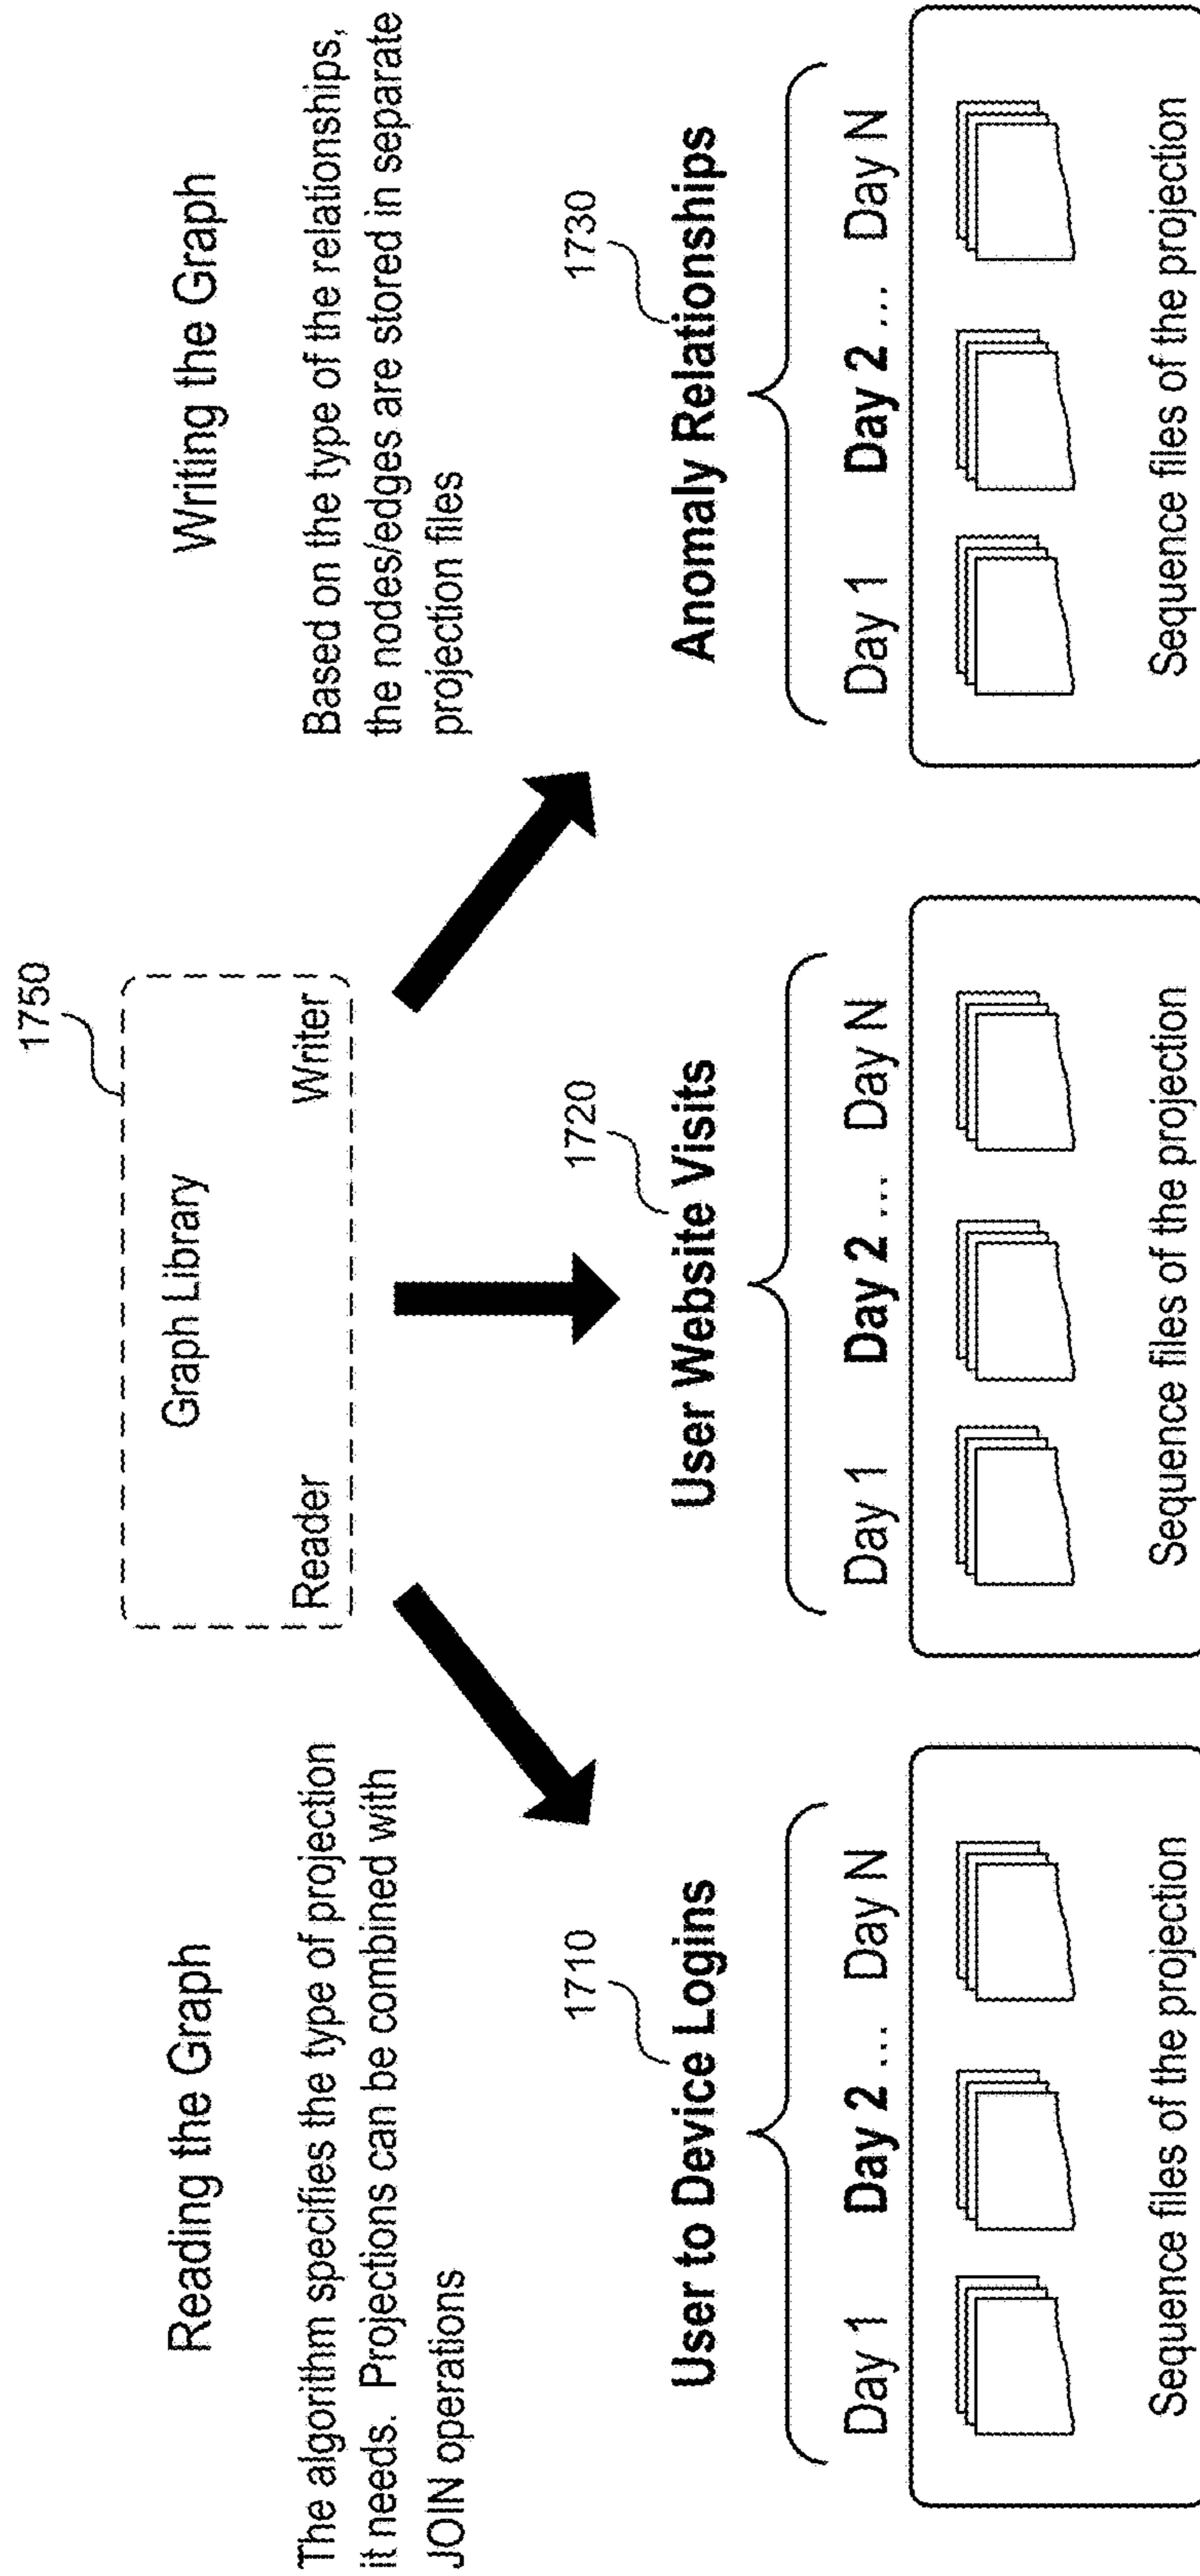 Reading the Graph
The algorithm specifies the type of projection
it needs. Projections can be combined with
JOIN operations
1750
Graph Library
Reader Writer
Writing the Graph
Based on the type of the relationships,
the nodes/edges are stored in separate
projection files
1710
User to Device Logins
Day 1 Day 2 ... Day N
Sequence files of the projection
1720
User Website Visits
Day 1 Day 2 ... Day N
Sequence files of the projection
1730
Anomaly Relationships
Day 1 Day 2 ... Day N
Sequence files of the projection